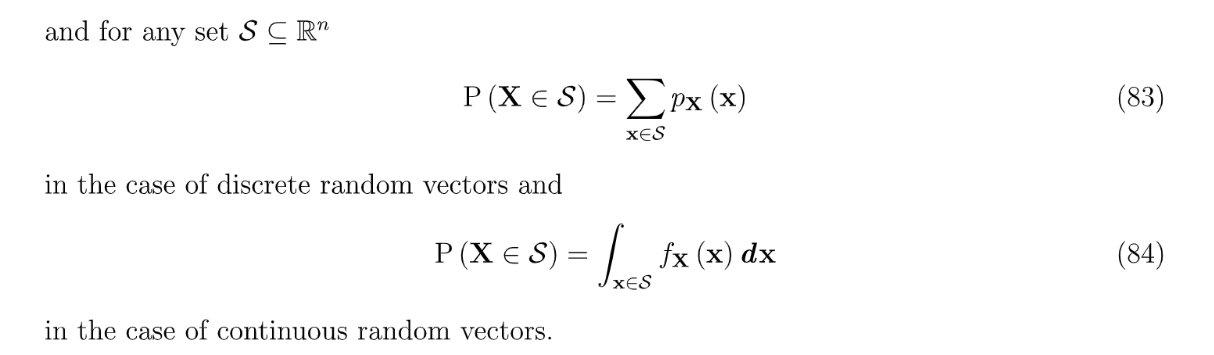 and for any set 𝒮 ⊆ ℝⁿ
P (𝐗 ∈ 𝒮) = ∑_{𝐱∈𝒮} p_𝐗 (𝐱) (83)
in the case of discrete random vectors and
P (𝐗 ∈ 𝒮) = ∫_{𝐱∈𝒮} f_𝐗 (𝐱) 𝒅𝐱 (84)
in the case of continuous random vectors.